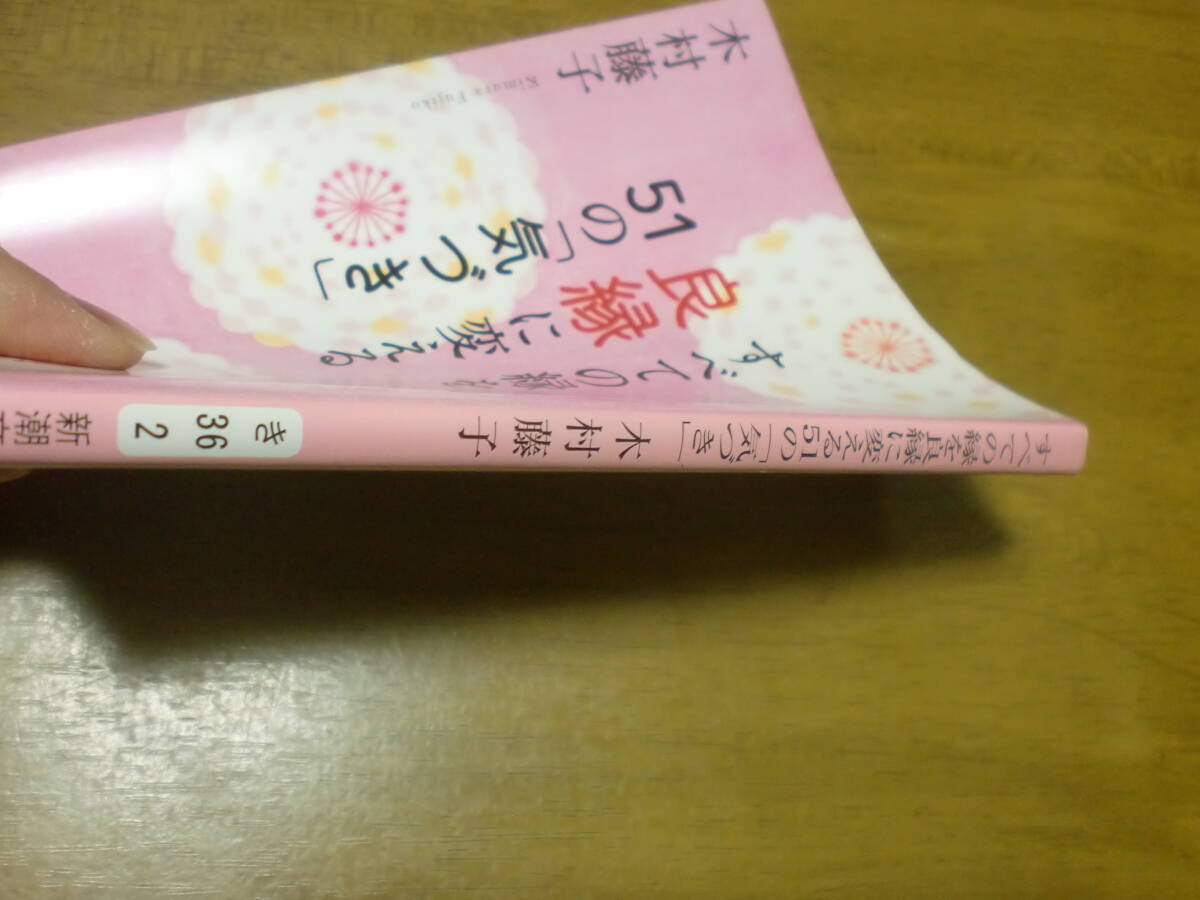 木村藤子
Kimura Fujiko
すべての縁を
良縁に変える
51の「気づき」
すべての縁を良縁に変える51の「気づき」
木村藤子
き
36
2
新潮文